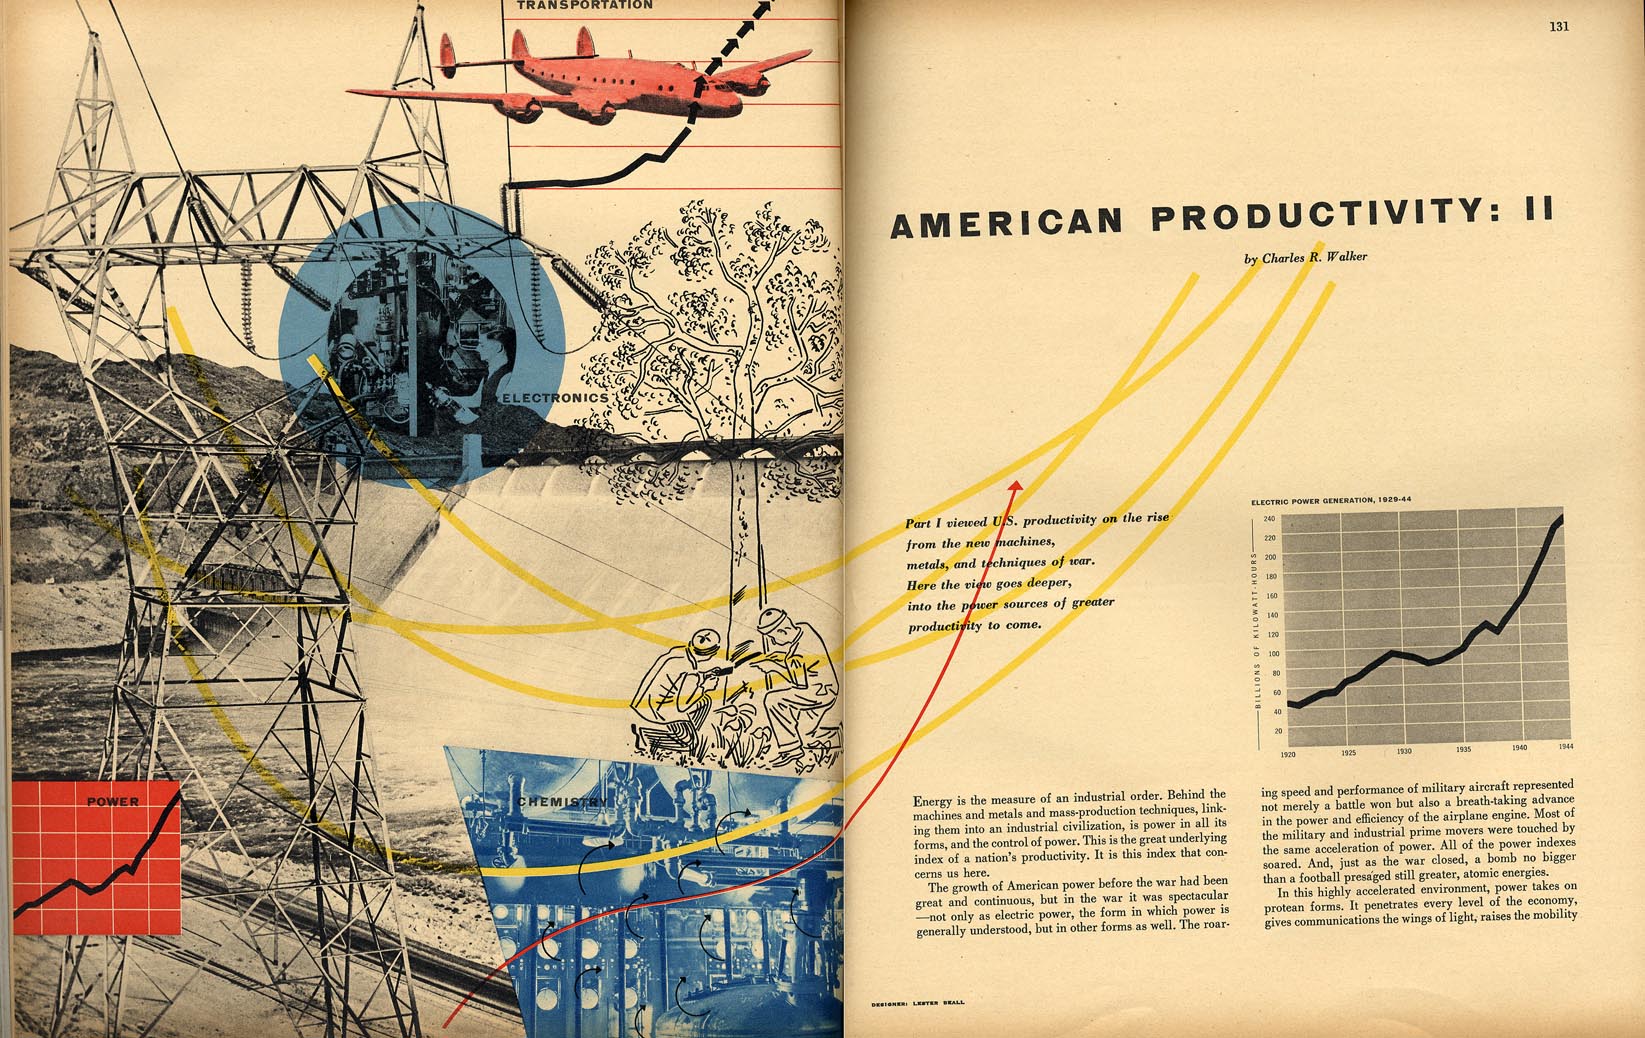 TRANSPORTATION
ELECTRONICS
POWER
CHEMISTRY
131
AMERICAN PRODUCTIVITY: II
by Charles R. Walker
Part I viewed U.S. productivity on the rise
from the new machines,
metals, and techniques of war.
Here the view goes deeper,
into the power sources of greater
productivity to come.
ELECTRIC POWER GENERATION, 1929-44
BILLIONS OF KILOWATT-HOURS
240
220
200
180
160
140
120
100
80
60
40
20
1920
1925
1930
1935
1940
1944
Energy is the measure of an industrial order. Behind the
machines and metals and mass-production techniques, link-
ing them into an industrial civilization, is power in all its
forms, and the control of power. This is the great underlying
index of a nation's productivity. It is this index that con-
cerns us here.
The growth of American power before the war had been
great and continuous, but in the war it was spectacular
—not only as electric power, the form in which power is
generally understood, but in other forms as well. The roar-
ing speed and performance of military aircraft represented
not merely a battle won but also a breath-taking advance
in the power and efficiency of the airplane engine. Most of
the military and industrial prime movers were touched by
the same acceleration of power. All of the power indexes
soared. And, just as the war closed, a bomb no bigger
than a football presaged still greater, atomic energies.
In this highly accelerated environment, power takes on
protean forms. It penetrates every level of the economy,
gives communications the wings of light, raises the mobility
DESIGNER: LESTER BEALL